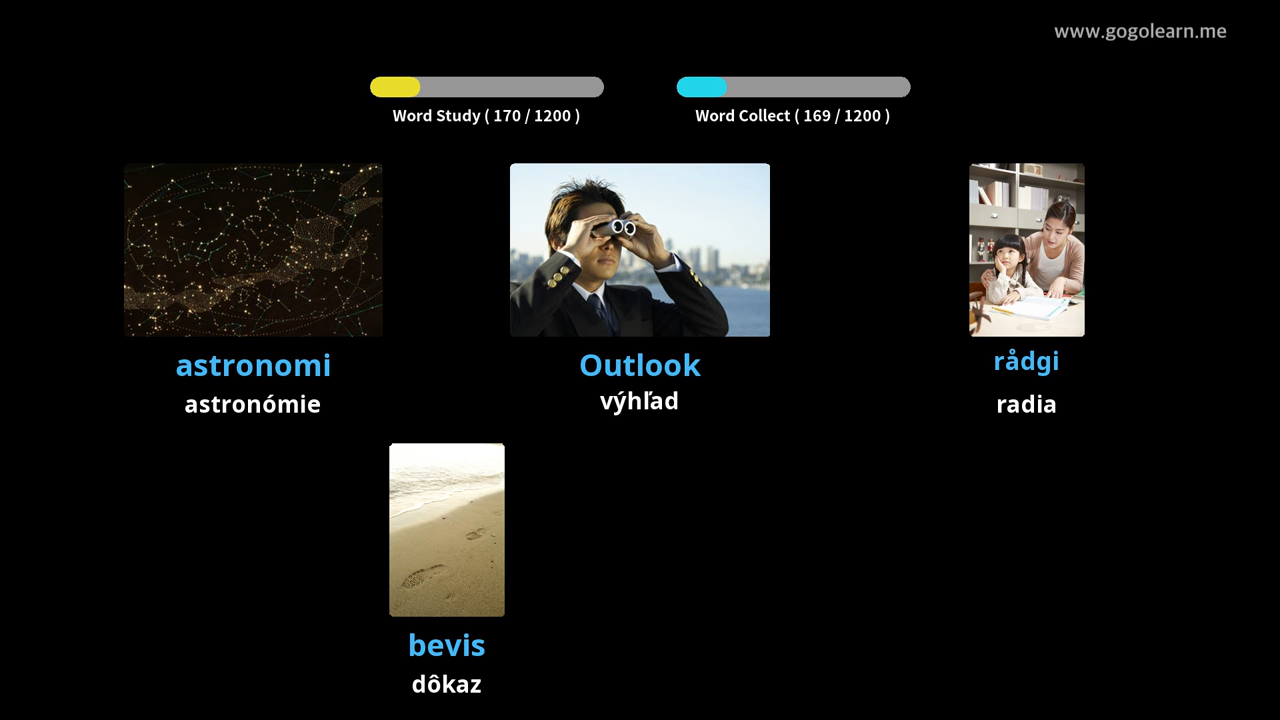 www.gogolearn.me
Word Study ( 170 / 1200 )
Word Collect ( 169 / 1200 )
astronomi
astronómie
Outlook
výhľad
rådgi
radia
bevis
dôkaz